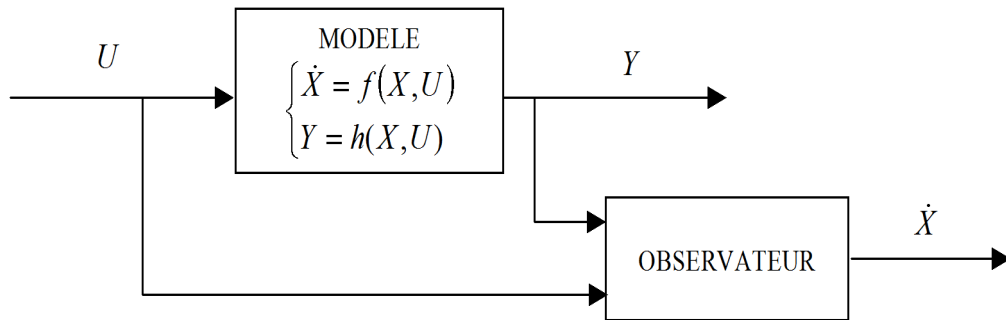 MODELE
U
Ẋ = f(X,U)
Y = h(X,U)
Y
OBSERVATEUR
Ẋ